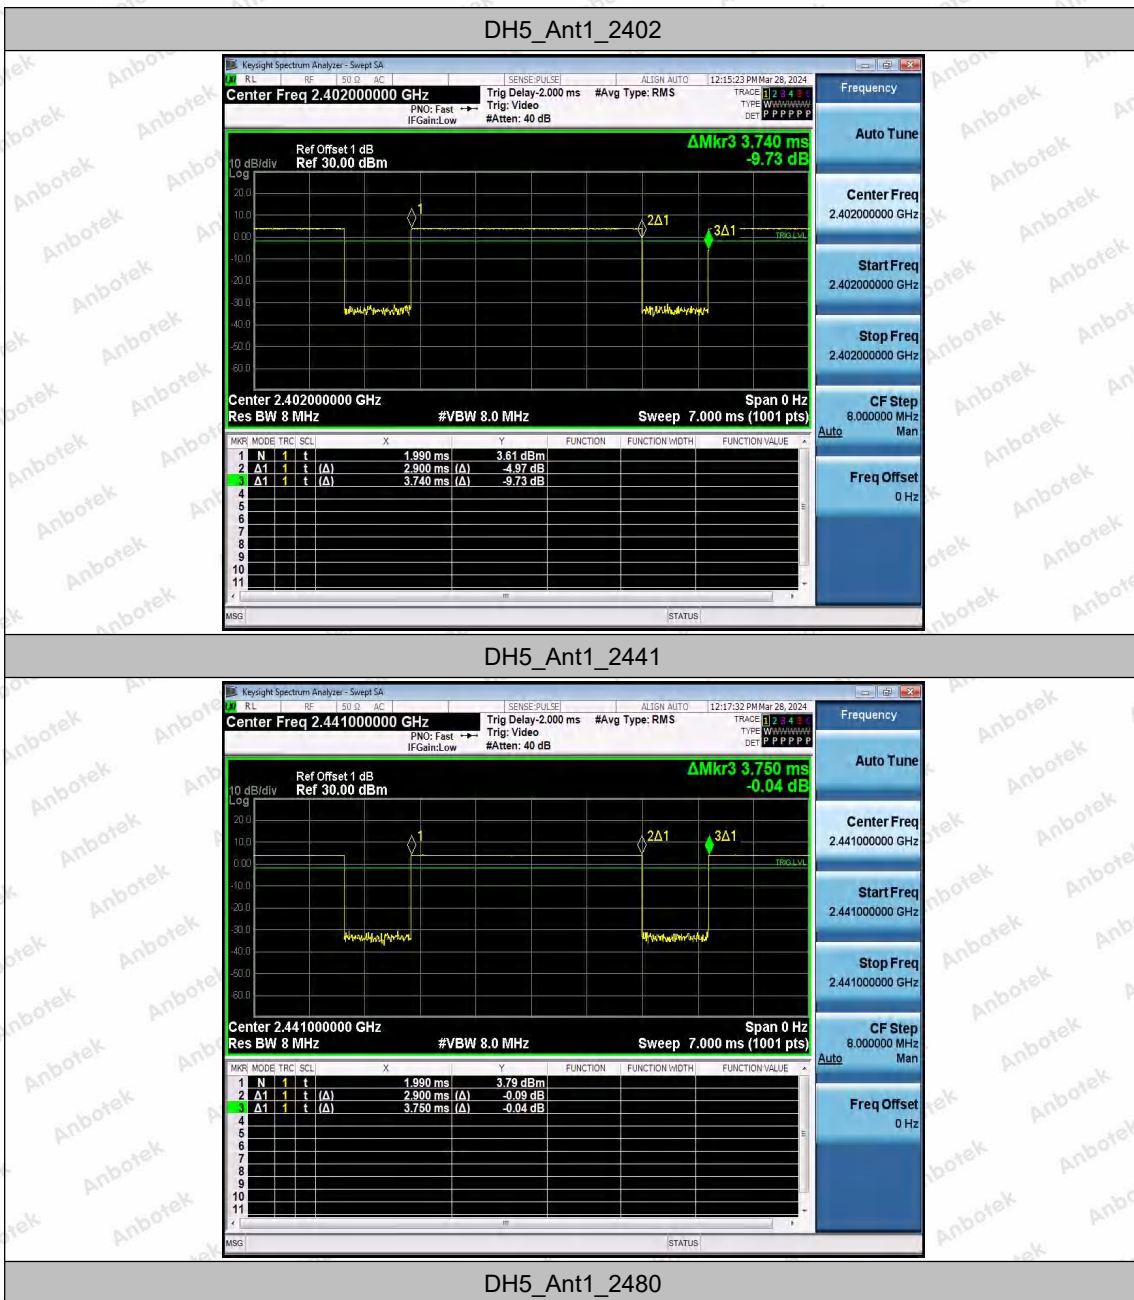 DH5_Ant1_2402
Keysight Spectrum Analyzer - Swept SA
RL RF 50 Ω AC SENSE:PULSE ALIGN AUTO 12:15:23 PM Mar 28, 2024
Center Freq 2.402000000 GHz Trig Delay-2.000 ms #Avg Type: RMS TRACE 1 2 3 4 5 6
PNO: Fast Trig: Video TYPE WWWWWW
IFGain:Low #Atten: 40 dB DET P P P P P P
Frequency
Auto Tune
Center Freq
2.402000000 GHz
Start Freq
2.402000000 GHz
Stop Freq
2.402000000 GHz
CF Step
8.000000 MHz
Auto Man
Freq Offset
0 Hz
ΔMkr3 3.740 ms
-9.73 dB
Ref Offset 1 dB
10 dB/div Ref 30.00 dBm
Log
20.0
10.0
0.00
-10.0
-20.0
-30.0
-40.0
-50.0
-60.0
1
2Δ1
3Δ1
TRIG LVL
Center 2.402000000 GHz Span 0 Hz
Res BW 8 MHz #VBW 8.0 MHz Sweep 7.000 ms (1001 pts)
MKR MODE TRC SCL X Y FUNCTION FUNCTION WIDTH FUNCTION VALUE
1 N 1 t 1.990 ms 3.61 dBm
2 Δ1 1 t (Δ) 2.900 ms (Δ) -4.97 dB
3 Δ1 1 t (Δ) 3.740 ms (Δ) -9.73 dB
4
5
6
7
8
9
10
11
MSG STATUS
DH5_Ant1_2441
Keysight Spectrum Analyzer - Swept SA
RL RF 50 Ω AC SENSE:PULSE ALIGN AUTO 12:17:32 PM Mar 28, 2024
Center Freq 2.441000000 GHz Trig Delay-2.000 ms #Avg Type: RMS TRACE 1 2 3 4 5 6
PNO: Fast Trig: Video TYPE WWWWWW
IFGain:Low #Atten: 40 dB DET P P P P P P
Frequency
Auto Tune
Center Freq
2.441000000 GHz
Start Freq
2.441000000 GHz
Stop Freq
2.441000000 GHz
CF Step
8.000000 MHz
Auto Man
Freq Offset
0 Hz
ΔMkr3 3.750 ms
-0.04 dB
Ref Offset 1 dB
10 dB/div Ref 30.00 dBm
Log
20.0
10.0
0.00
-10.0
-20.0
-30.0
-40.0
-50.0
-60.0
1
2Δ1
3Δ1
TRIG LVL
Center 2.441000000 GHz Span 0 Hz
Res BW 8 MHz #VBW 8.0 MHz Sweep 7.000 ms (1001 pts)
MKR MODE TRC SCL X Y FUNCTION FUNCTION WIDTH FUNCTION VALUE
1 N 1 t 1.990 ms 3.79 dBm
2 Δ1 1 t (Δ) 2.900 ms (Δ) -0.09 dB
3 Δ1 1 t (Δ) 3.750 ms (Δ) -0.04 dB
4
5
6
7
8
9
10
11
MSG STATUS
DH5_Ant1_2480
Anbotek